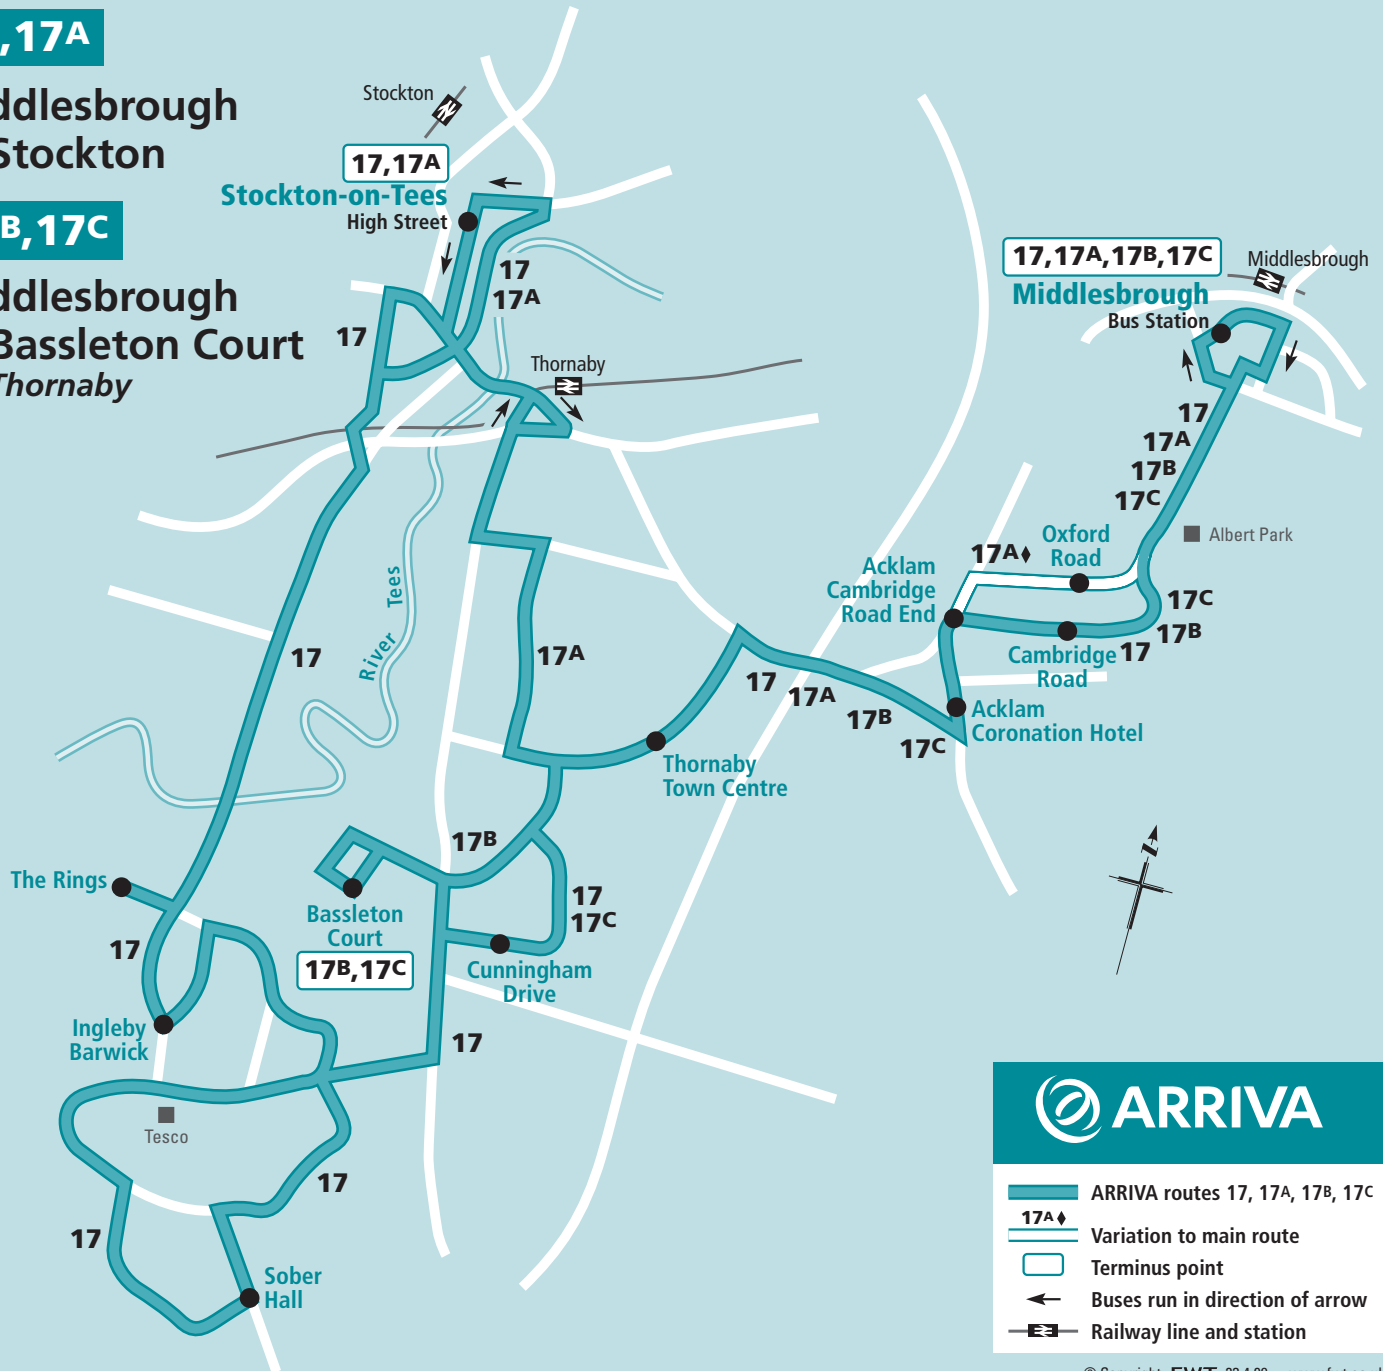 ,17A
ddlesbrough
Stockton
B,17C
ddlesbrough
Bassleton Court
Thornaby
Stockton
17,17A
Stockton-on-Tees
High Street
17
17A
17
Thornaby
17,17A,17B,17C
Middlesbrough
Middlesbrough
Bus Station
17
17A
17B
17C
Albert Park
Oxford
Road
17A♦
Acklam
Cambridge
Road End
17C
17B
17
Cambridge
Road
Acklam
Coronation Hotel
River Tees
17
17A
17
17A
17B
17C
Thornaby
Town Centre
17B
The Rings
17
Bassleton
Court
17B,17C
17
17C
Cunningham
Drive
Ingleby
Barwick
17
Tesco
17
17
Sober
Hall
N
ARRIVA
ARRIVA routes 17, 17A, 17B, 17C
17A♦
Variation to main route
Terminus point
Buses run in direction of arrow
Railway line and station